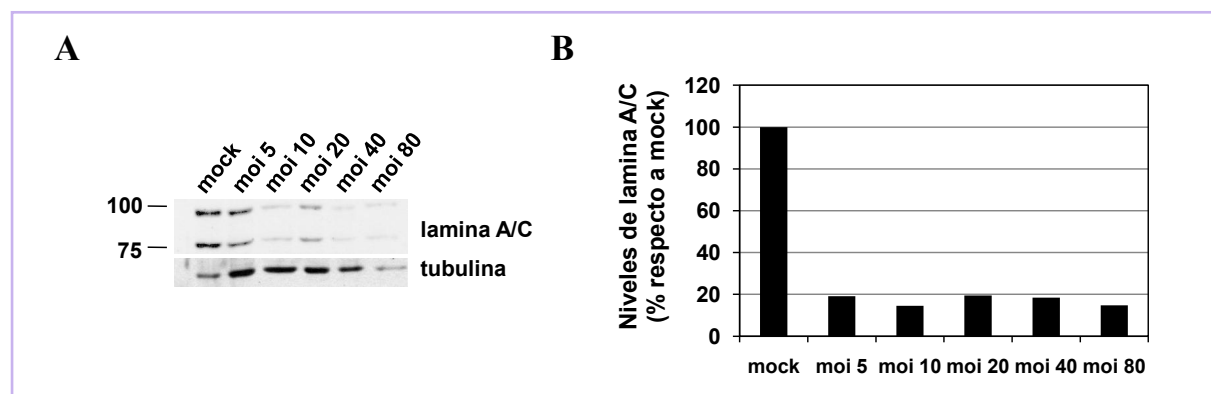 A
mock moi 5 moi 10 moi 20 moi 40 moi 80
100
75
lamina A/C
tubulina
B
Niveles de lamina A/C
(% respecto a mock)
120
100
80
60
40
20
0
mock moi 5 moi 10 moi 20 moi 40 moi 80